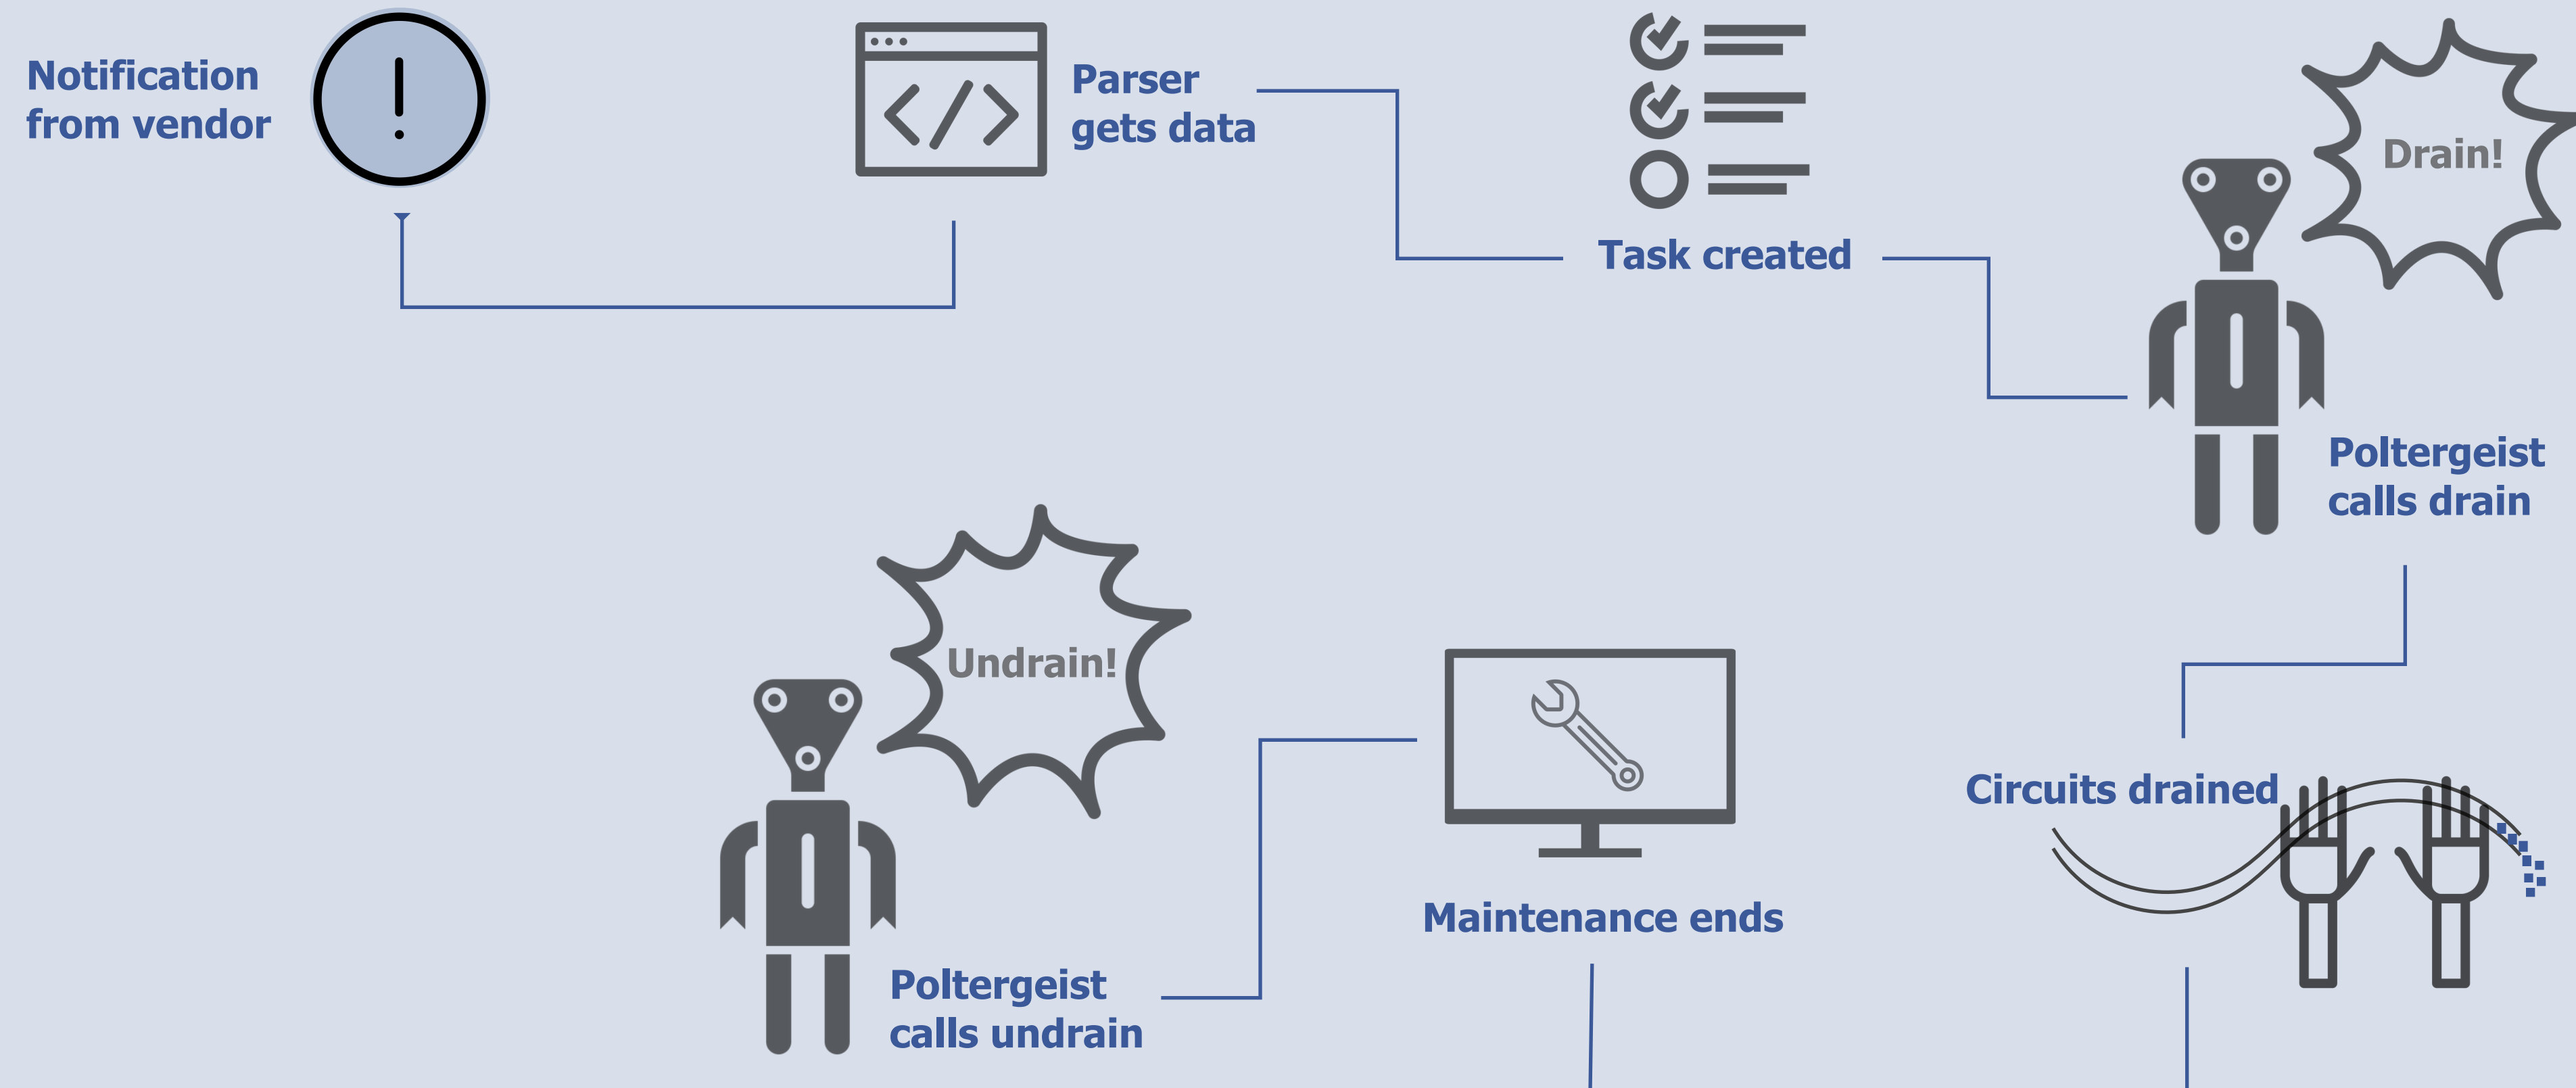 Notification
from vendor
Parser
gets data
Task created
Drain!
Poltergeist
calls drain
Circuits drained
Maintenance ends
Undrain!
Poltergeist
calls undrain